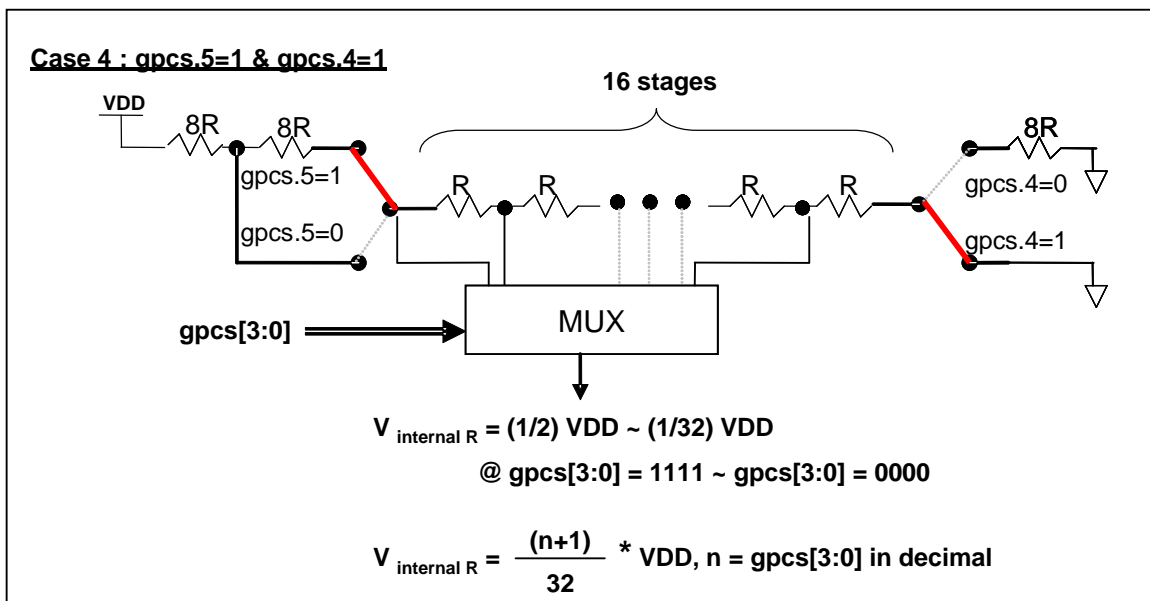 Case 4 : gpcs.5=1 & gpcs.4=1
16 stages
VDD
8R
8R
8R
gpcs.5=1
R
R
R
R
gpcs.4=0
gpcs.5=0
gpcs.4=1
MUX
gpcs[3:0]
V internal R = (1/2) VDD ~ (1/32) VDD
@ gpcs[3:0] = 1111 ~ gpcs[3:0] = 0000
V internal R = (n+1) / 32 * VDD, n = gpcs[3:0] in decimal